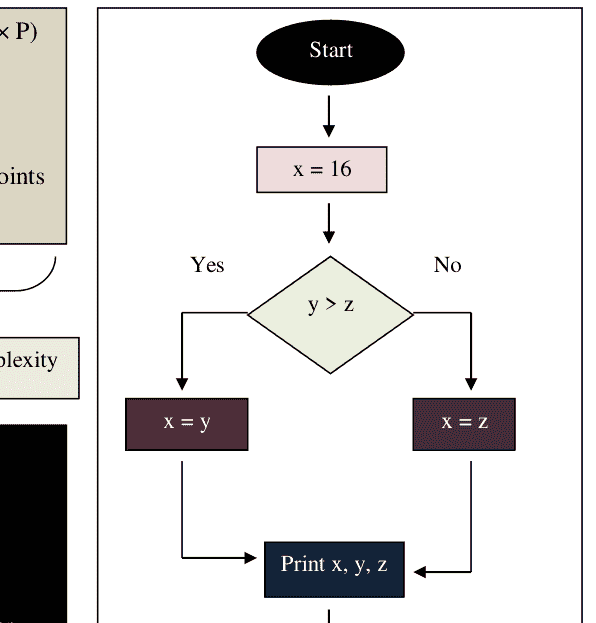 × P)
oints
plexity
Start
x = 16
Yes
No
y > z
x = y
x = z
Print x, y, z